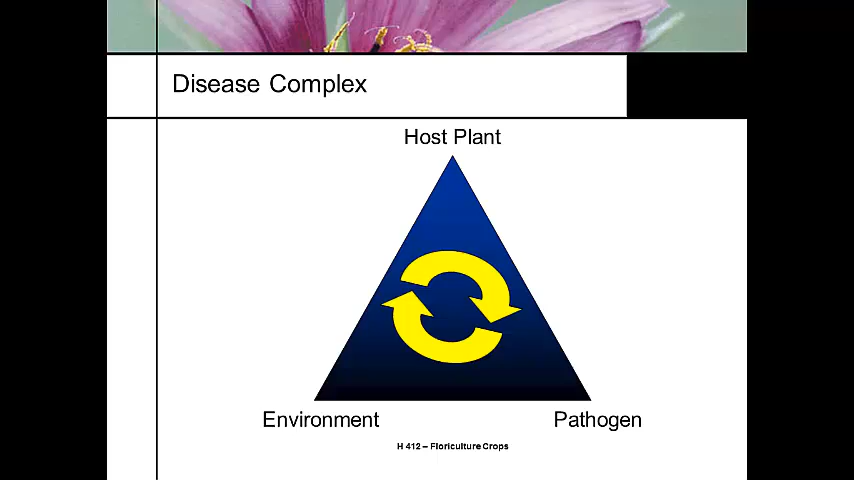 Disease Complex
Host Plant
Environment
Pathogen
H 412 – Floriculture Crops